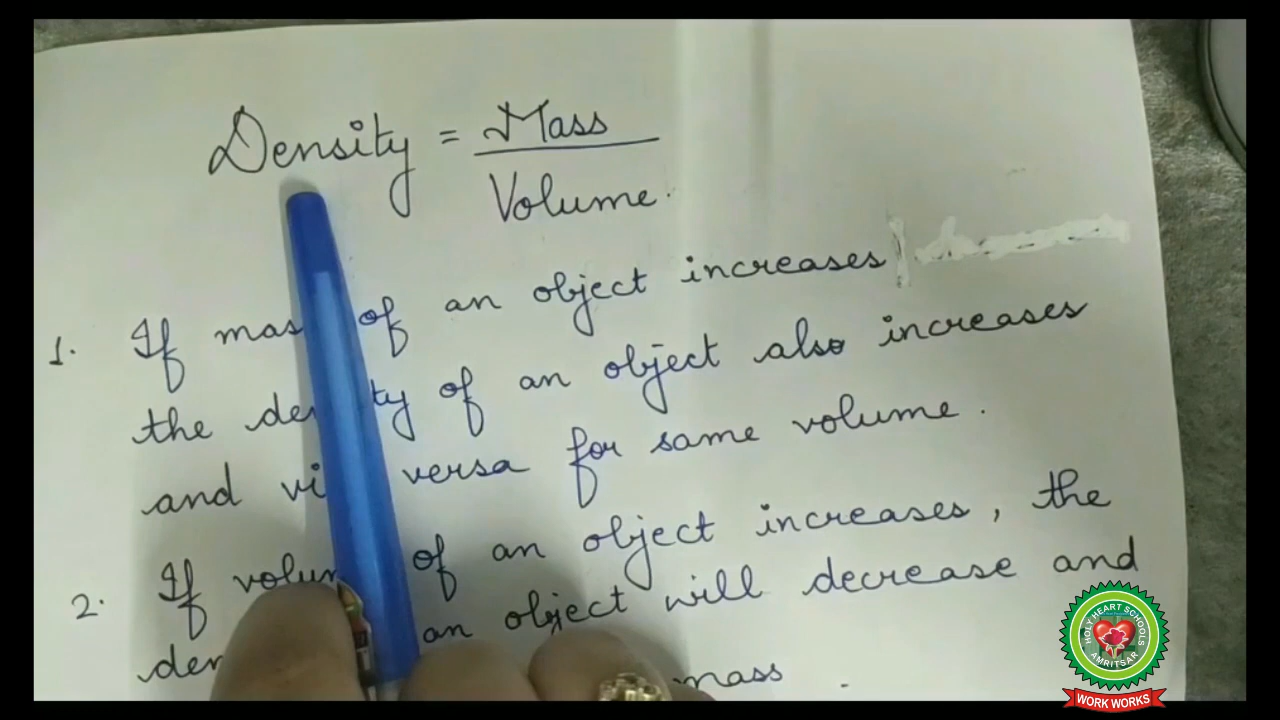 Density = Mass
Volume.
1. If mas of an object increases
the de ty of an object also increases
and vi versa for same volume.
2. If volum of an object increases, the
den an object will decrease and
mass .
HOLY HEART SCHOOLS
AMRITSAR
WORK WORKS